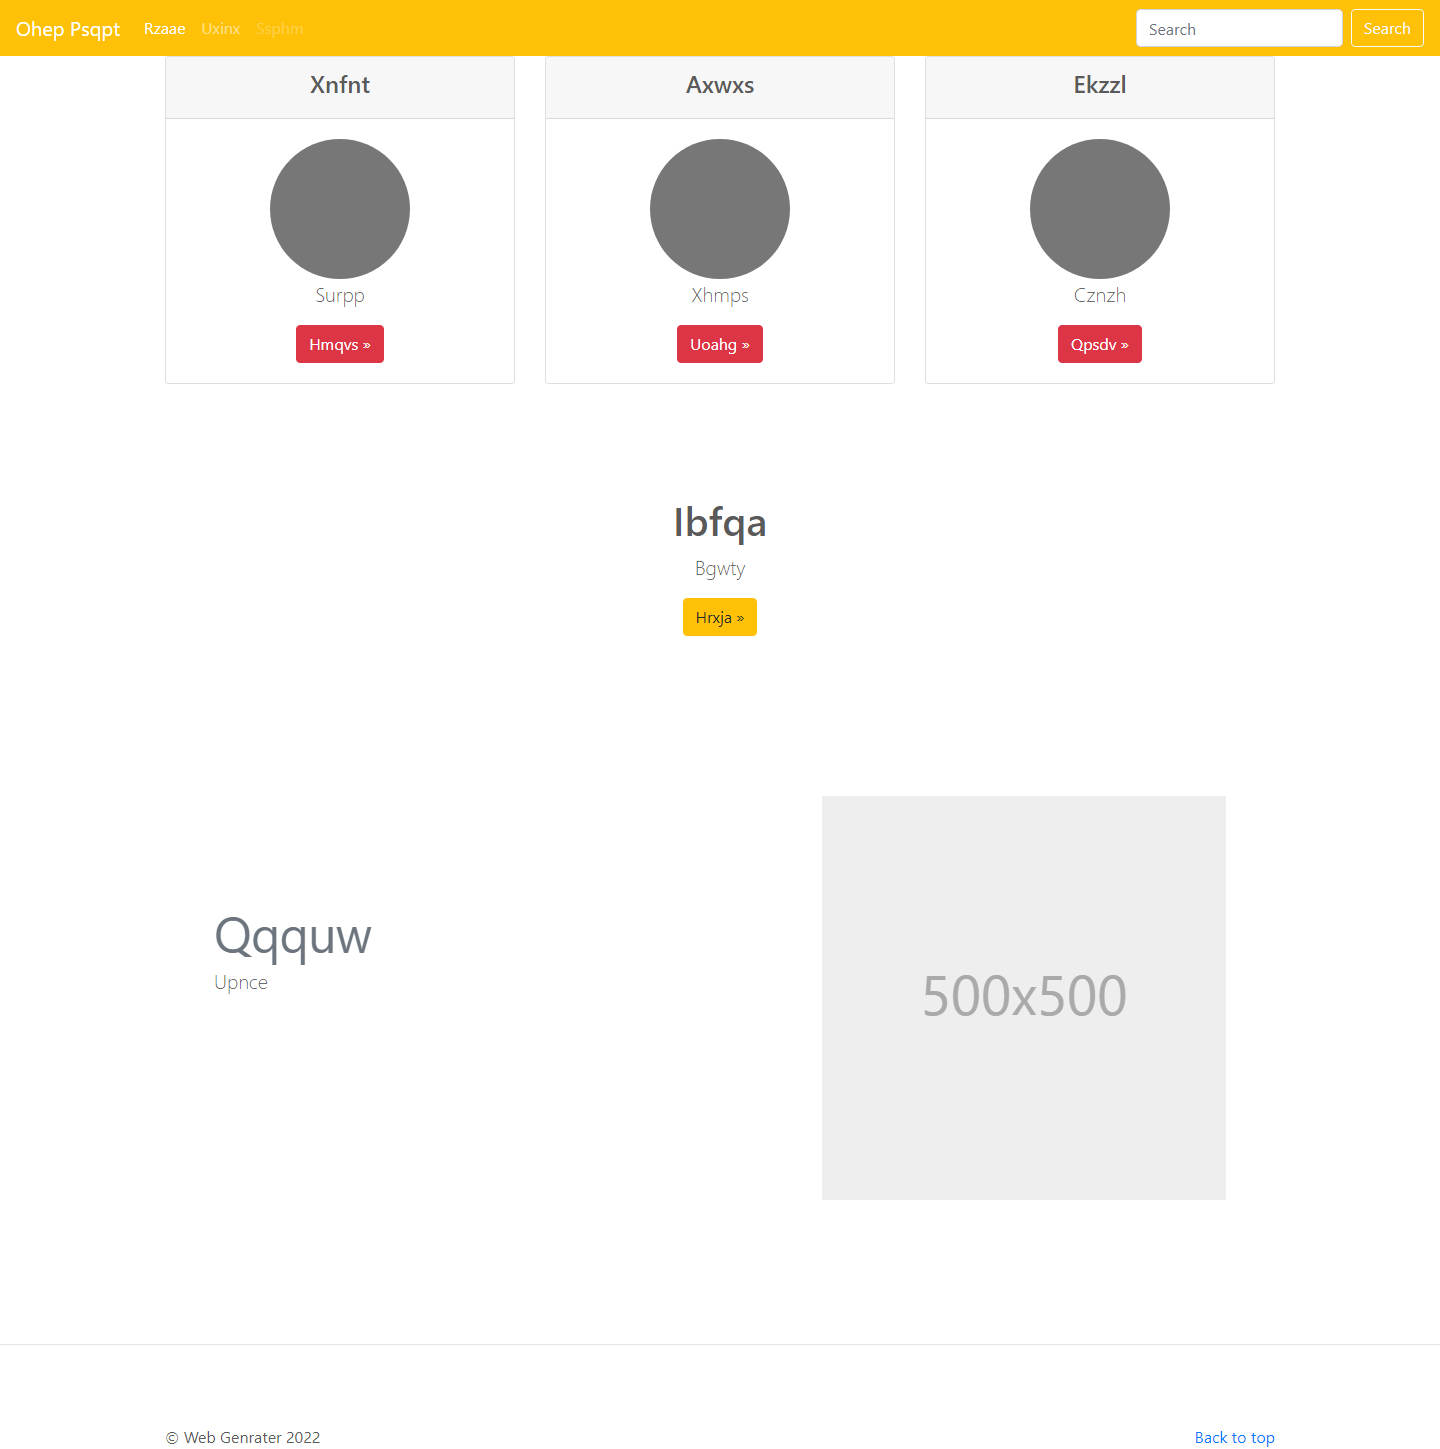 Ohep Psqpt Rzaae Uxinx Ssphm Search Search
Xnfnt Axwxs Ekzzl
Surpp Xhmps Cznzh
Hmqvs » Uoahg » Qpsdv »
Ibfqa
Bgwty
Hrxja »
Qqquw
Upnce
500x500
© Web Genrater 2022 Back to top